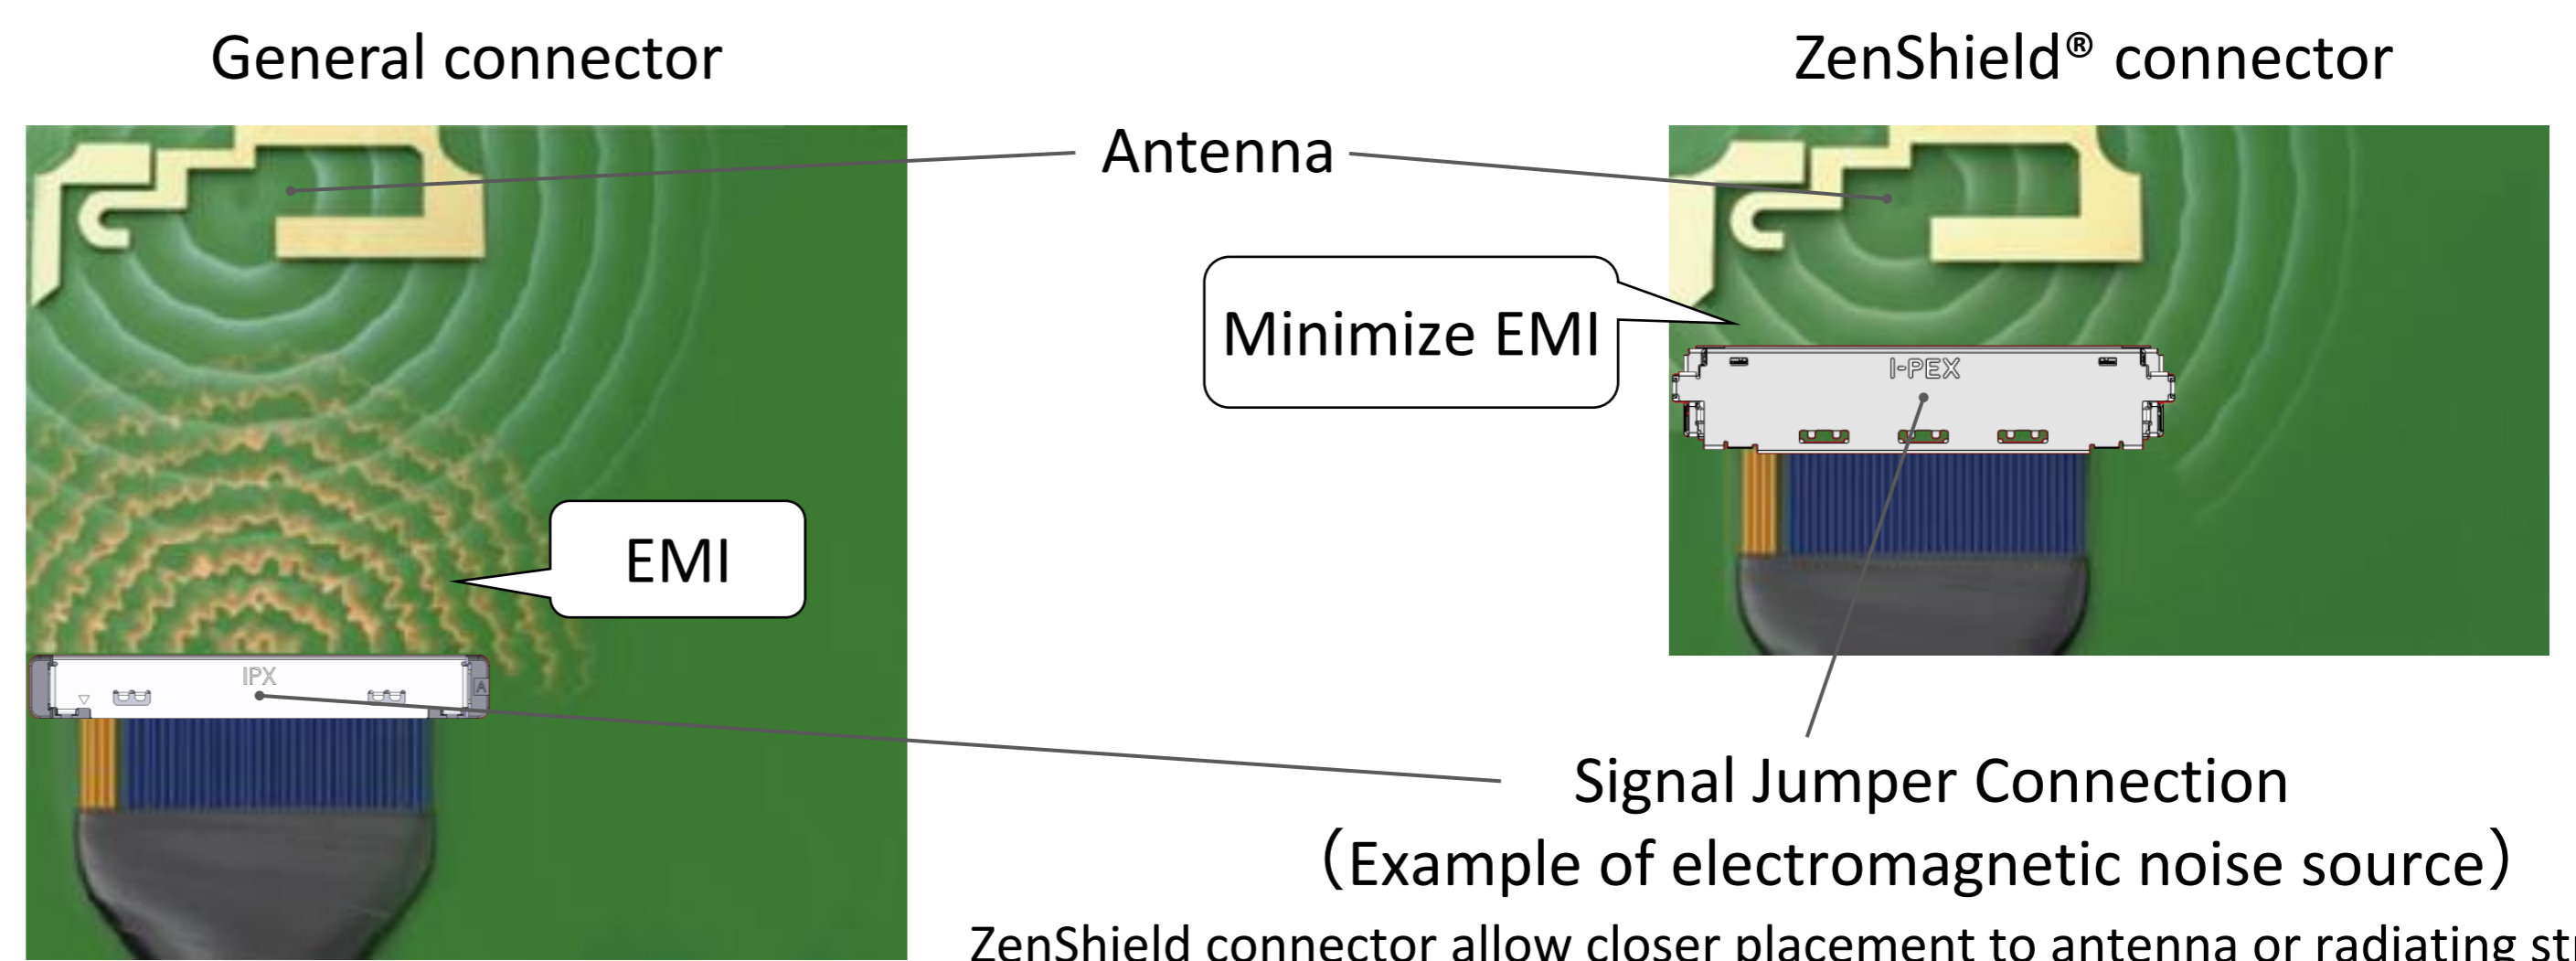 General connector
ZenShield® connector
Antenna
Minimize EMI
I-PEX
EMI
IPX
A
Signal Jumper Connection
（Example of electromagnetic noise source）
ZenShield connector allow closer placement to antenna or radiating